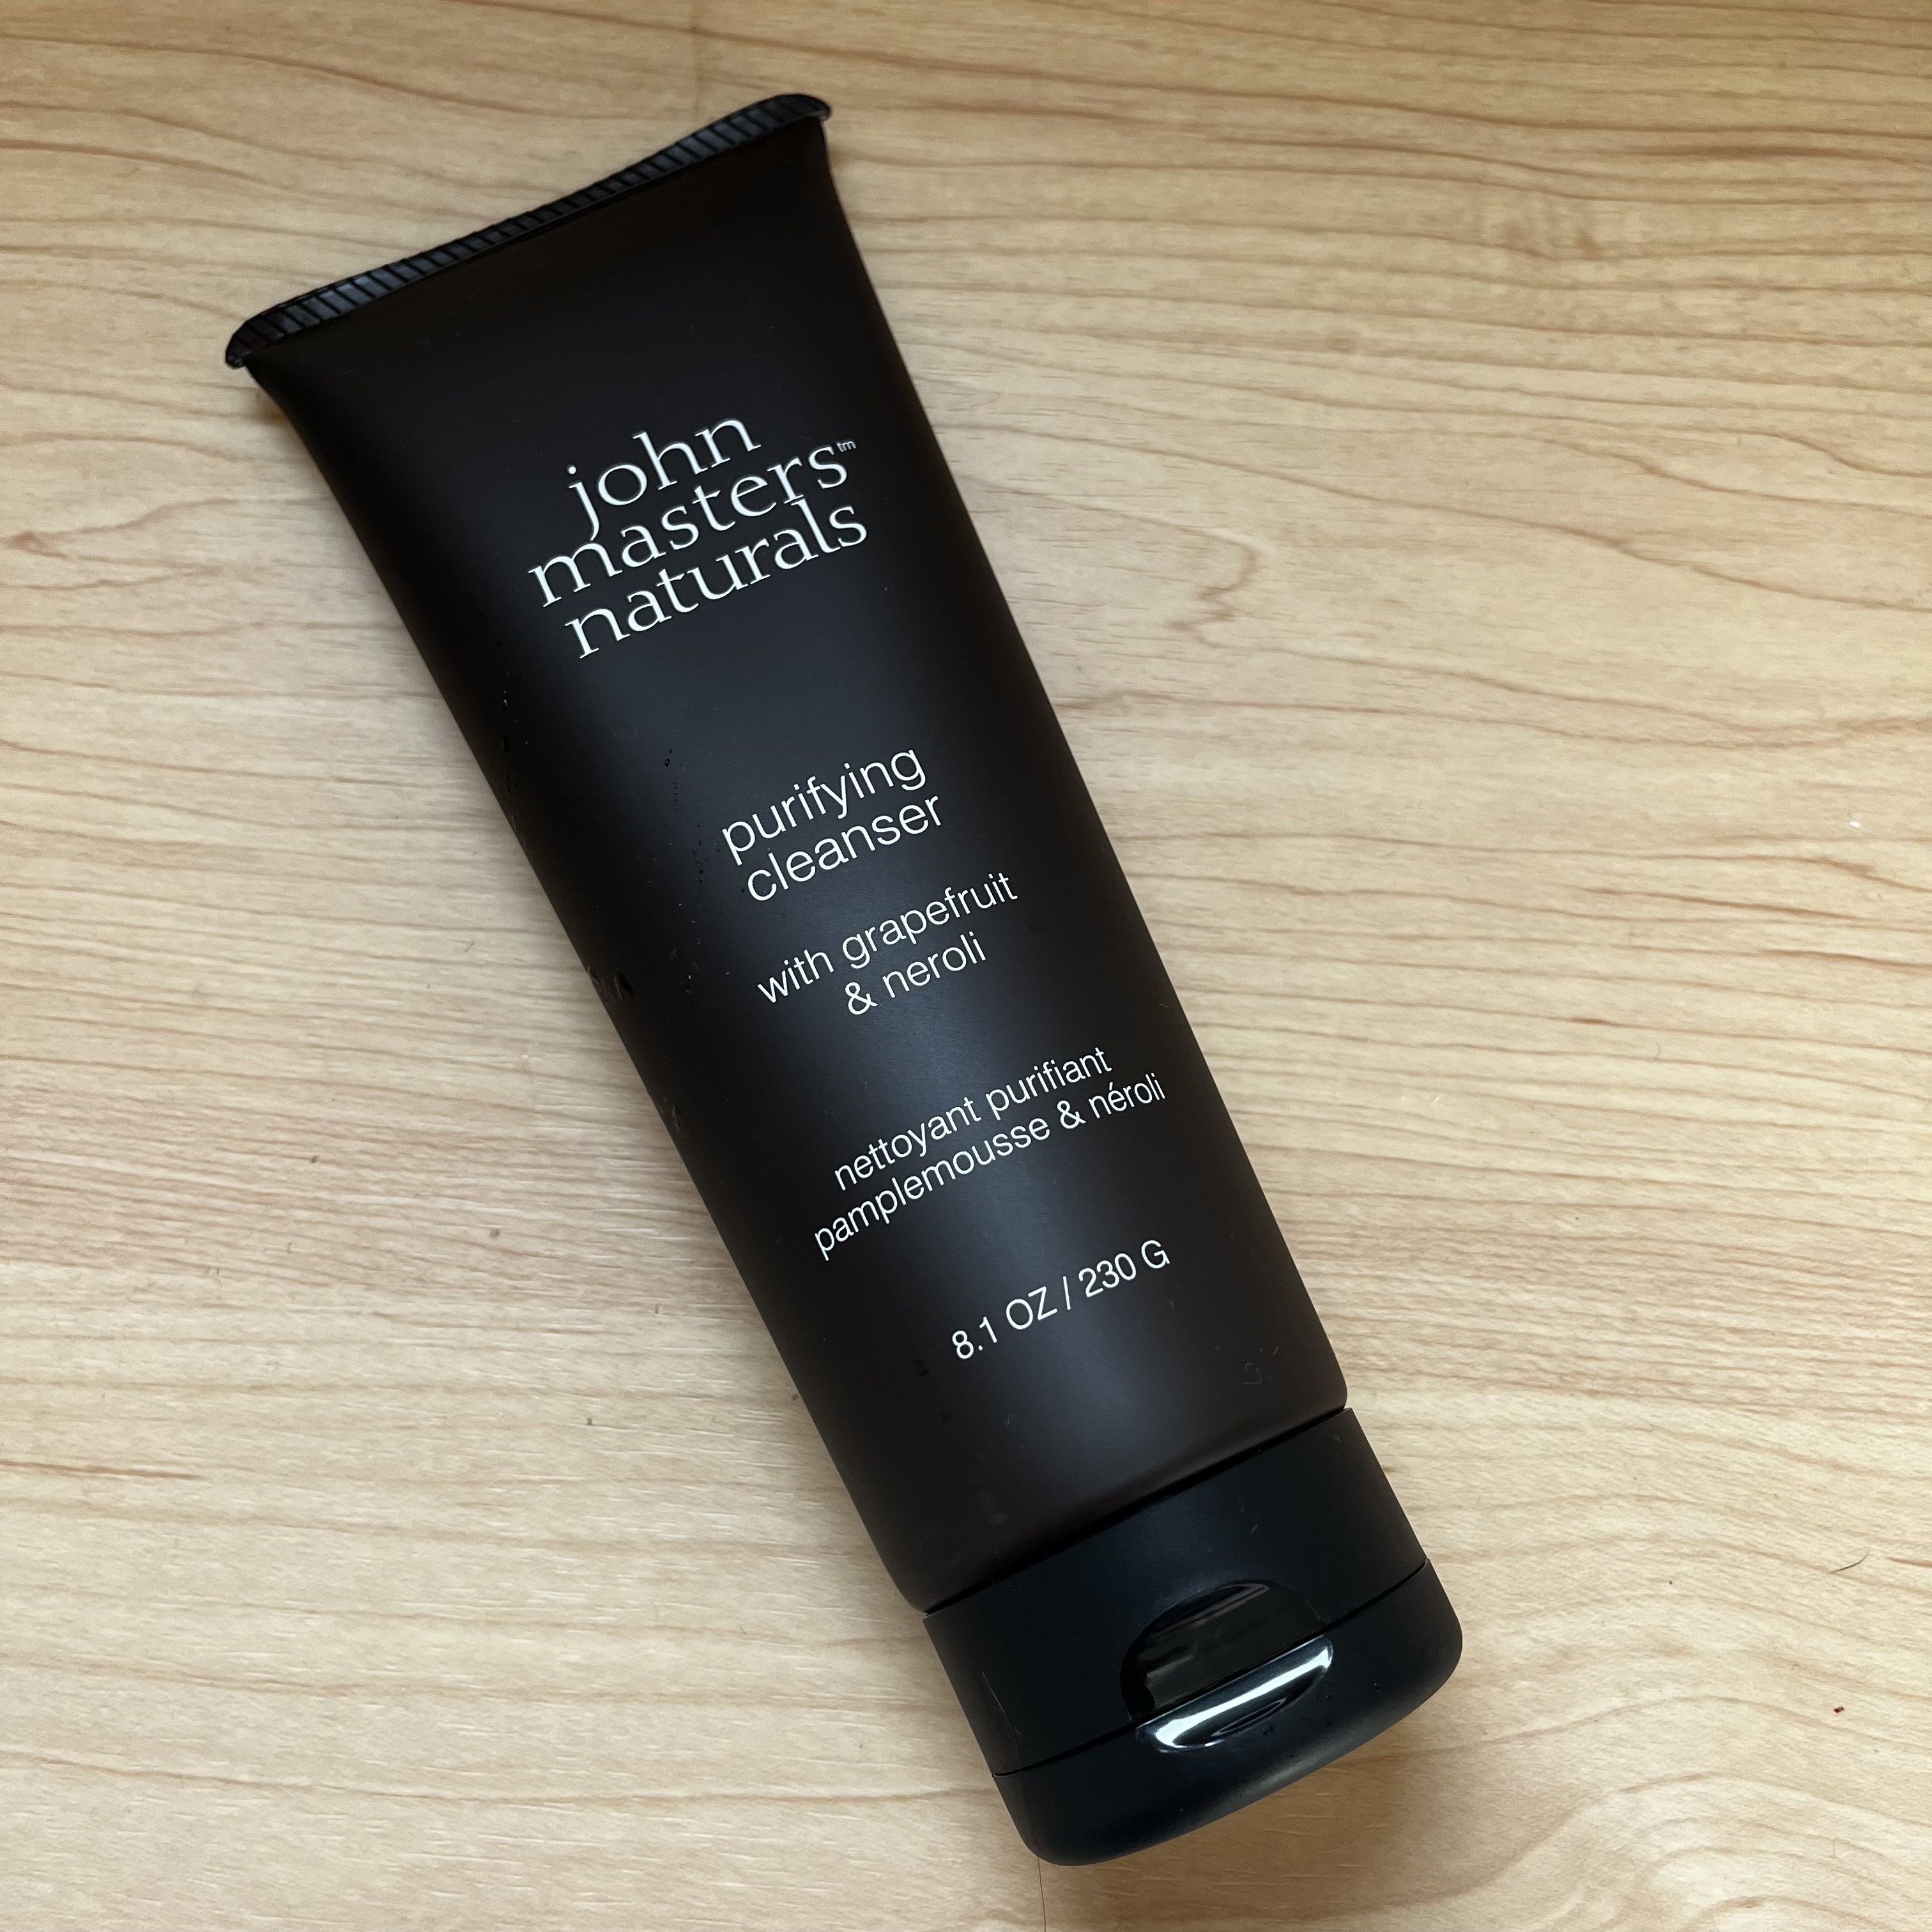 john
masters™
naturals
purifying
cleanser
with grapefruit
& neroli
nettoyant purifiant
pamplemousse & néroli
8.1 OZ / 230 G